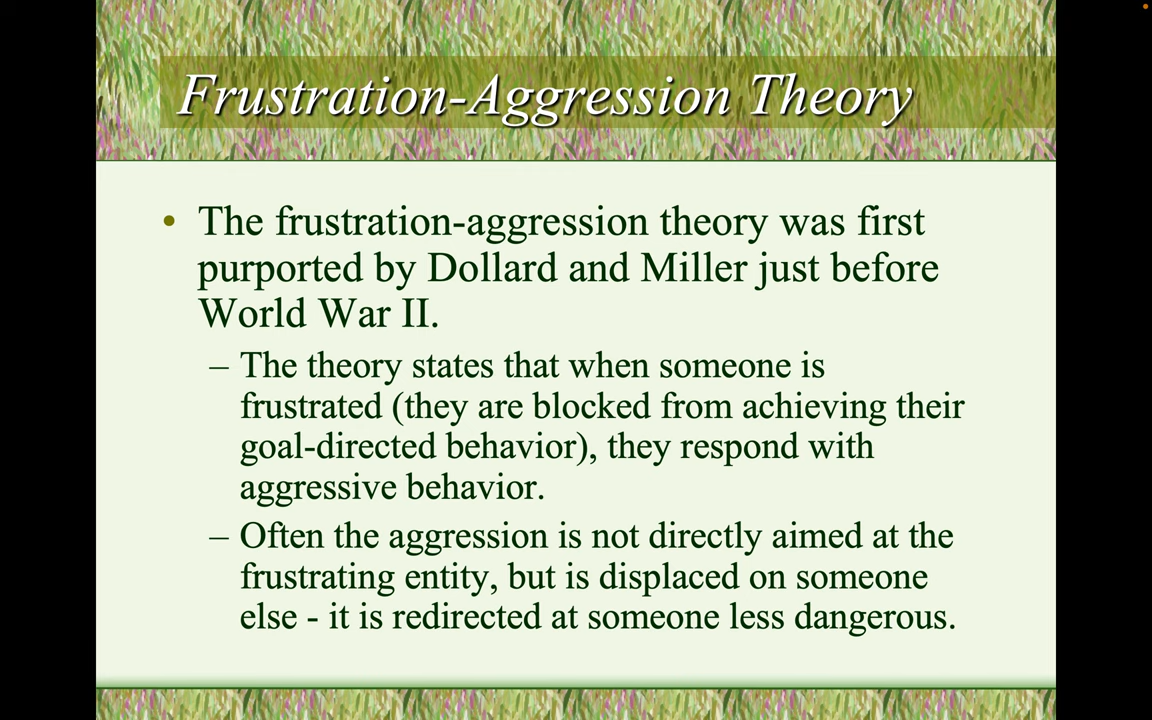 Frustration-Aggression Theory
• The frustration-aggression theory was first
purported by Dollard and Miller just before
World War II.
– The theory states that when someone is
frustrated (they are blocked from achieving their
goal-directed behavior), they respond with
aggressive behavior.
– Often the aggression is not directly aimed at the
frustrating entity, but is displaced on someone
else - it is redirected at someone less dangerous.